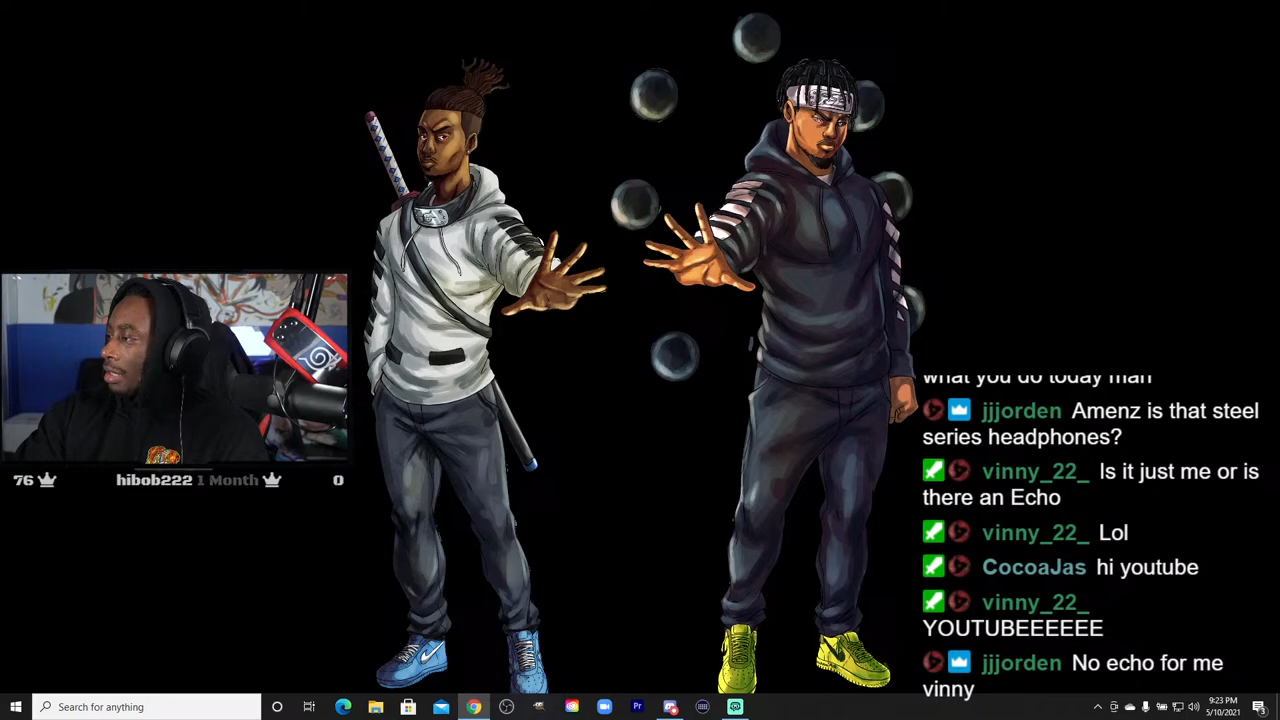 what you do today man
jjjorden Amenz is that steel
series headphones?
vinny_22_ Is it just me or is
there an Echo
vinny_22_ Lol
CocoaJas hi youtube
vinny_22_
YOUTUBEEEEEE
jjjorden No echo for me
vinny
76 hibob222 1 Month 0
Search for anything
Pr
9:23 PM
5/10/2021